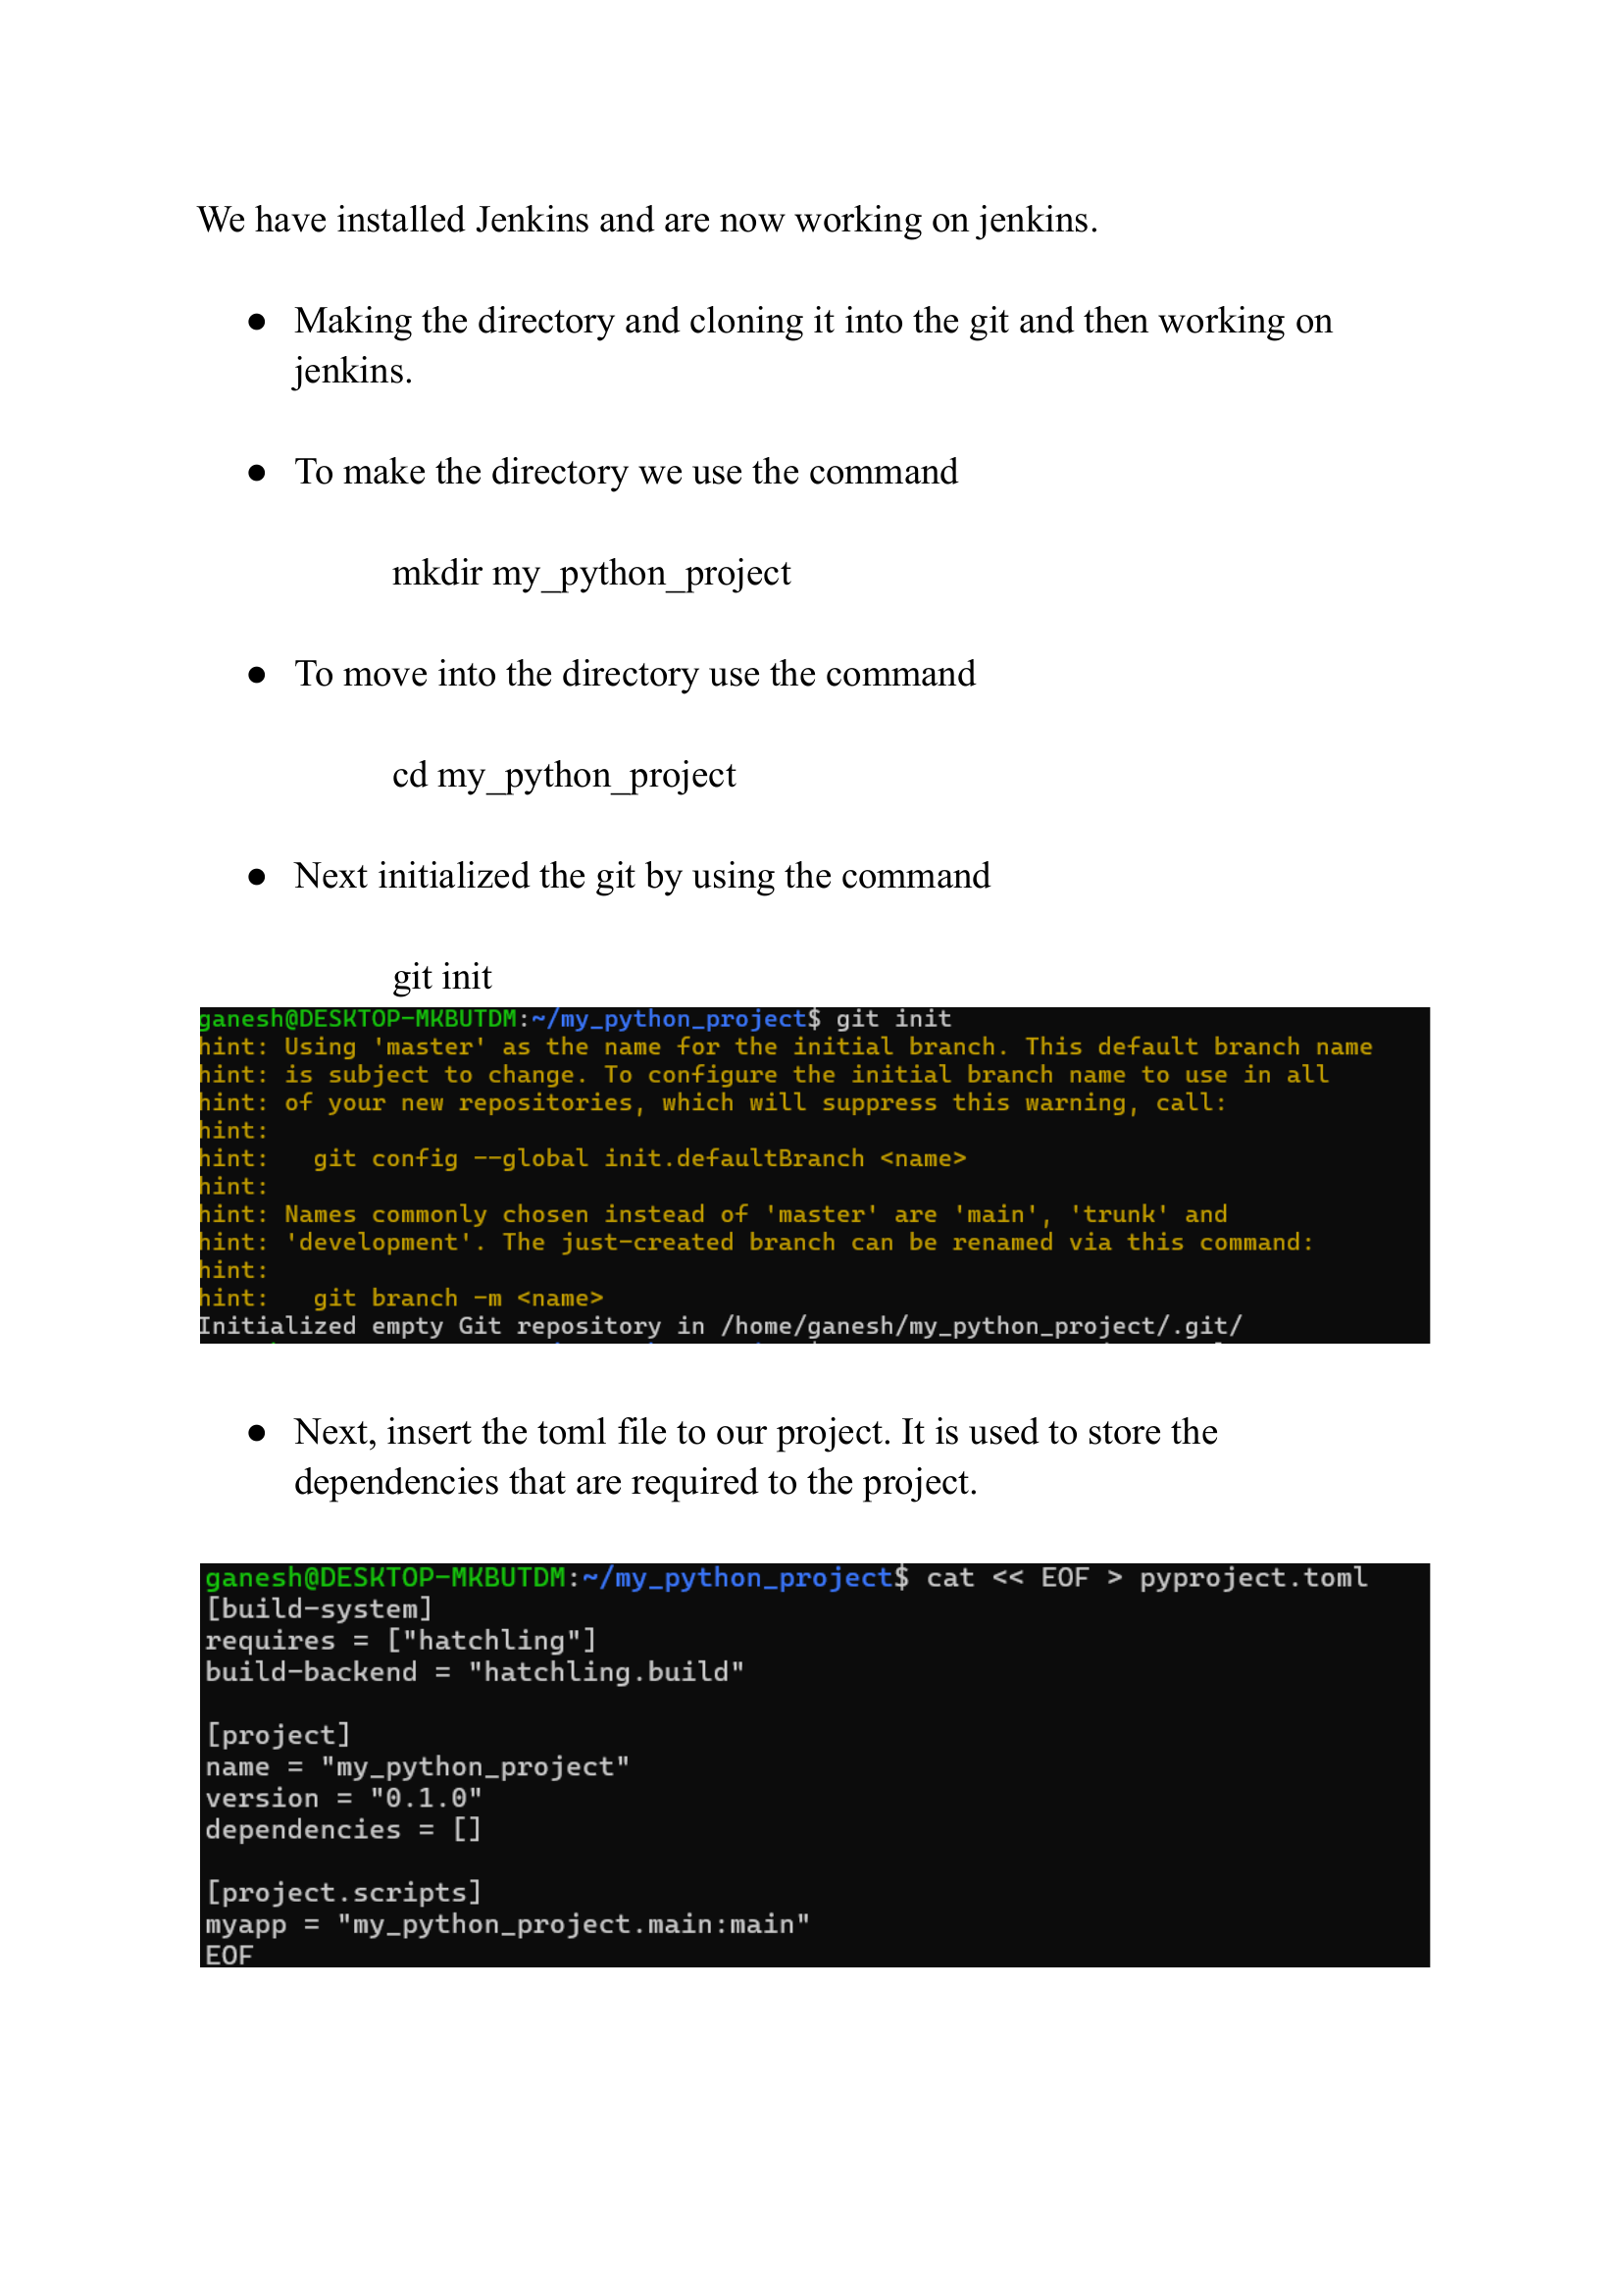 We have installed Jenkins and are now working on jenkins.
● Making the directory and cloning it into the git and then working on
jenkins.
● To make the directory we use the command
mkdir my_python_project
● To move into the directory use the command
cd my_python_project
● Next initialized the git by using the command
git init
ganesh@DESKTOP-MKBUTDM:~/my_python_project$ git init
hint: Using 'master' as the name for the initial branch. This default branch name
hint: is subject to change. To configure the initial branch name to use in all
hint: of your new repositories, which will suppress this warning, call:
hint:
hint:   git config --global init.defaultBranch <name>
hint:
hint: Names commonly chosen instead of 'master' are 'main', 'trunk' and
hint: 'development'. The just-created branch can be renamed via this command:
hint:
hint:   git branch -m <name>
Initialized empty Git repository in /home/ganesh/my_python_project/.git/
● Next, insert the toml file to our project. It is used to store the
dependencies that are required to the project.
ganesh@DESKTOP-MKBUTDM:~/my_python_project$ cat << EOF > pyproject.toml
[build-system]
requires = ["hatchling"]
build-backend = "hatchling.build"
[project]
name = "my_python_project"
version = "0.1.0"
dependencies = []
[project.scripts]
myapp = "my_python_project.main:main"
EOF